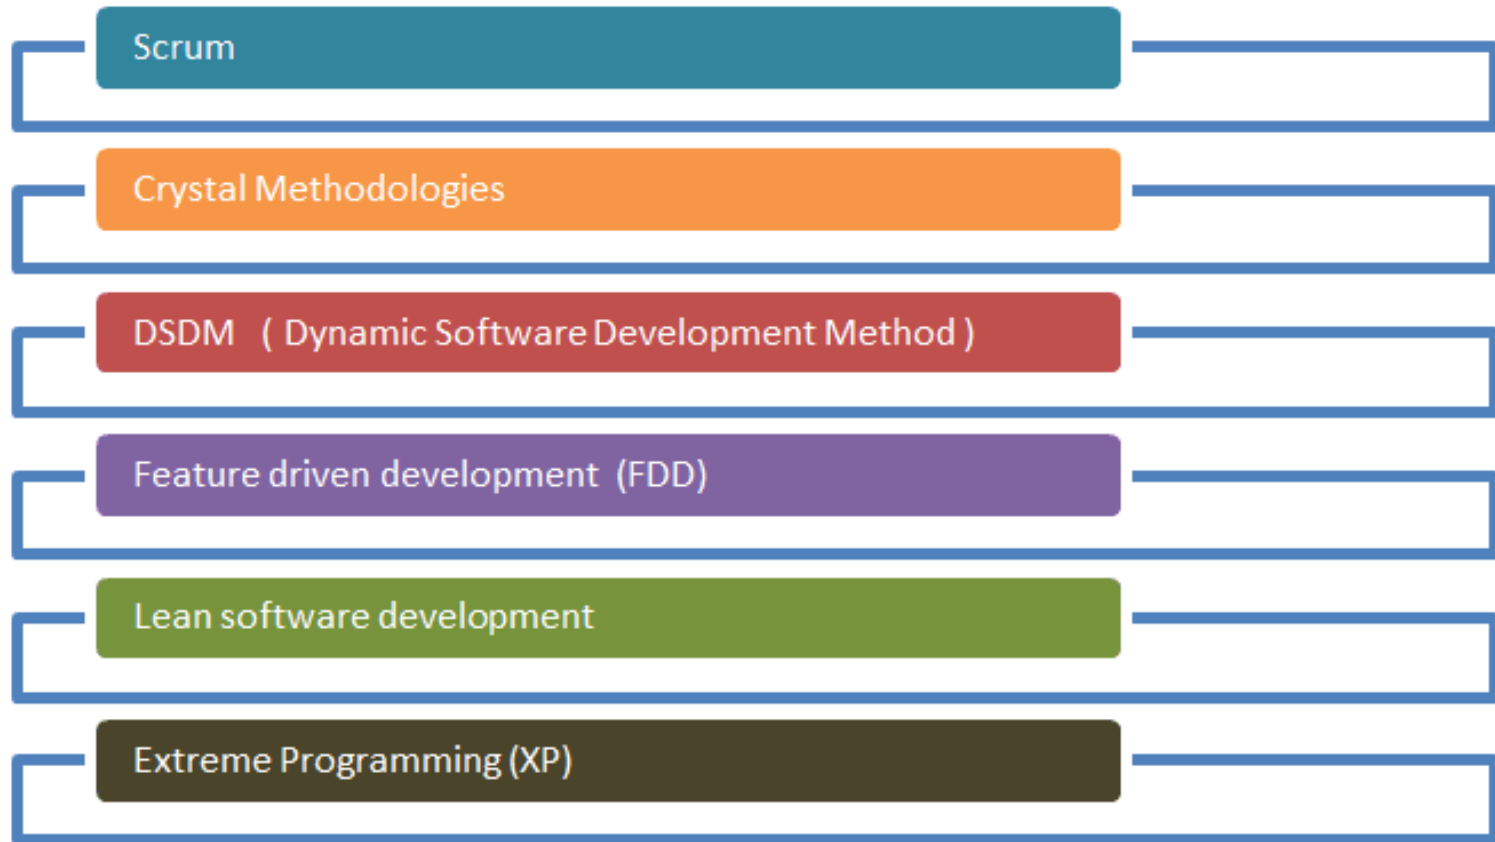 Scrum
Crystal Methodologies
DSDM ( Dynamic Software Development Method )
Feature driven development (FDD)
Lean software development
Extreme Programming (XP)